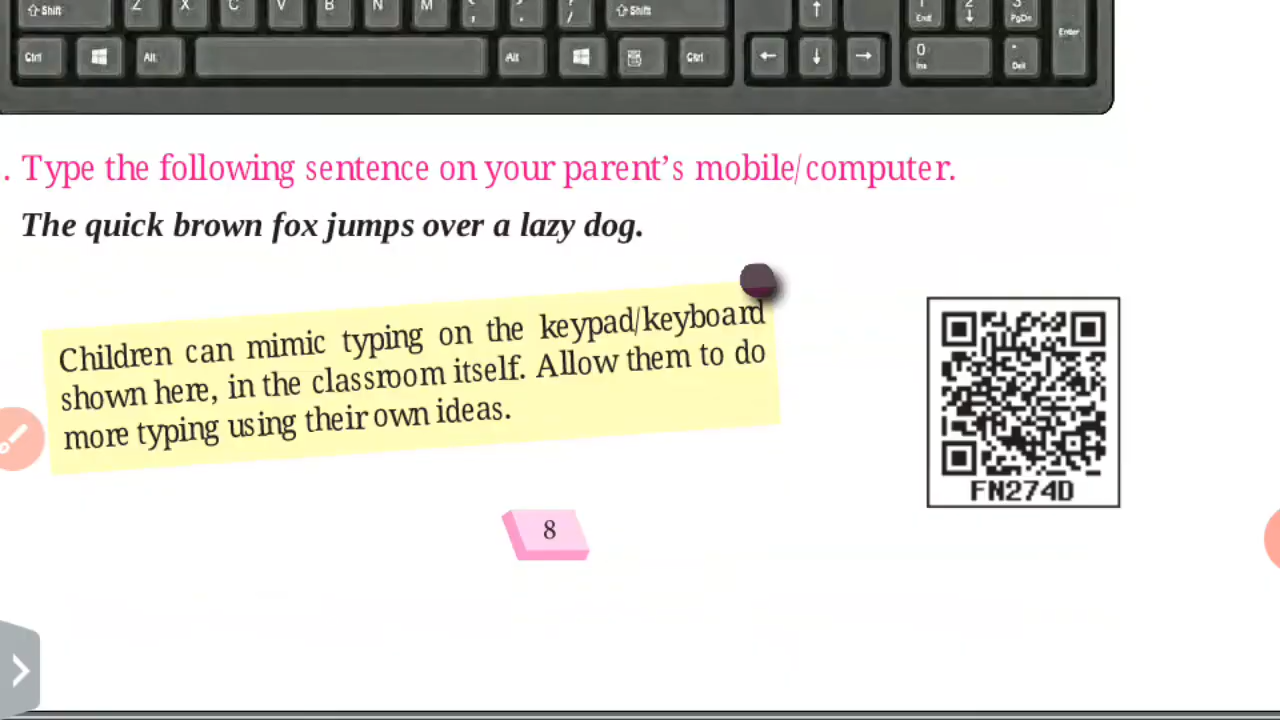 Shift Z X C V B N M , . / Shift ↑ 1 End 2 ↓ 3 PgDn
Ctrl Alt Alt Ctrl ← ↓ → 0 Ins . Del Enter
. Type the following sentence on your parent's mobile/computer.
The quick brown fox jumps over a lazy dog.
Children can mimic typing on the keypad/keyboard
shown here, in the classroom itself. Allow them to do
more typing using their own ideas.
FN274D
8